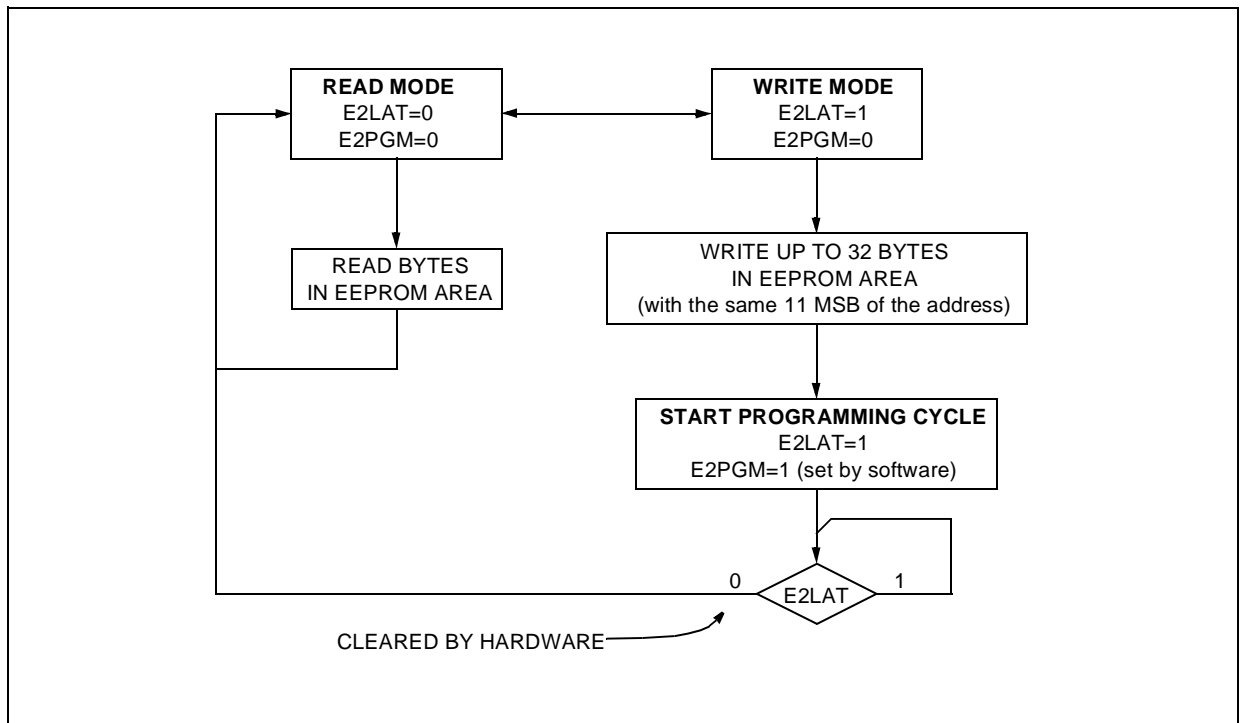 READ MODE
E2LAT=0
E2PGM=0
WRITE MODE
E2LAT=1
E2PGM=0
READ BYTES
IN EEPROM AREA
WRITE UP TO 32 BYTES
IN EEPROM AREA
(with the same 11 MSB of the address)
START PROGRAMMING CYCLE
E2LAT=1
E2PGM=1 (set by software)
0
E2LAT
1
CLEARED BY HARDWARE